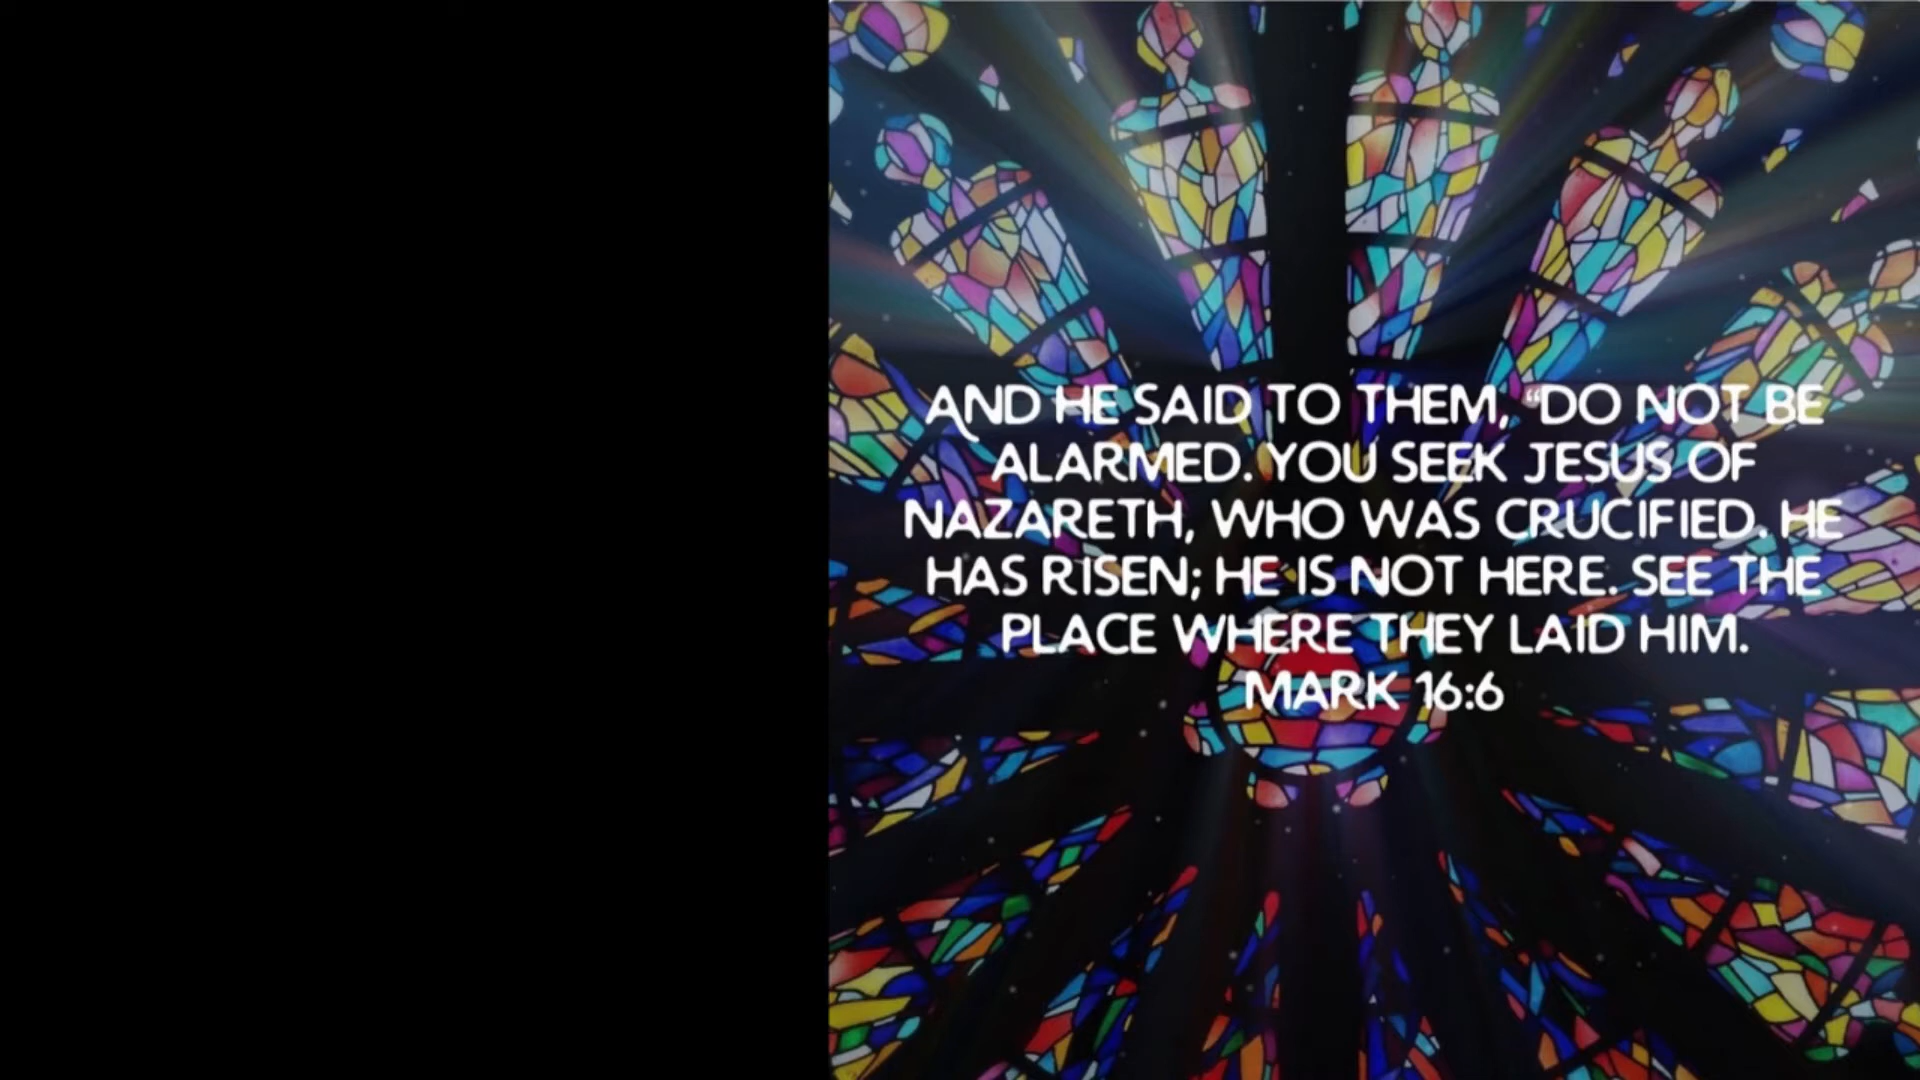 AND HE SAID TO THEM, “DO NOT BE
ALARMED. YOU SEEK JESUS OF
NAZARETH, WHO WAS CRUCIFIED. HE
HAS RISEN; HE IS NOT HERE. SEE THE
PLACE WHERE THEY LAID HIM.
MARK 16:6